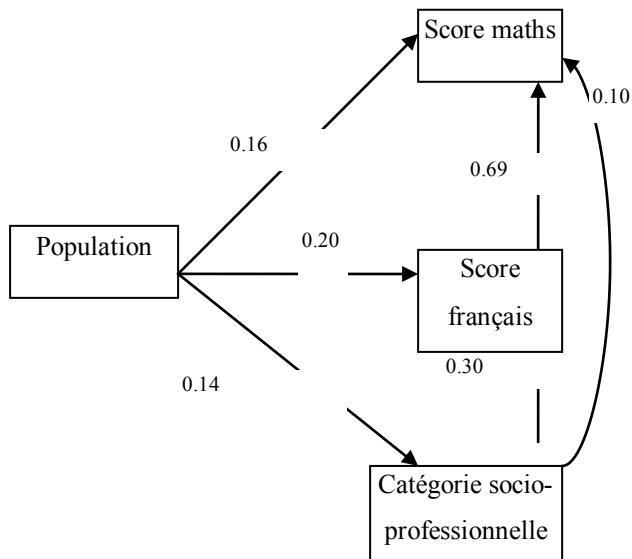 Score maths
0.10
0.16
0.69
Population
0.20
Score
français
0.30
0.14
Catégorie socio-
professionnelle